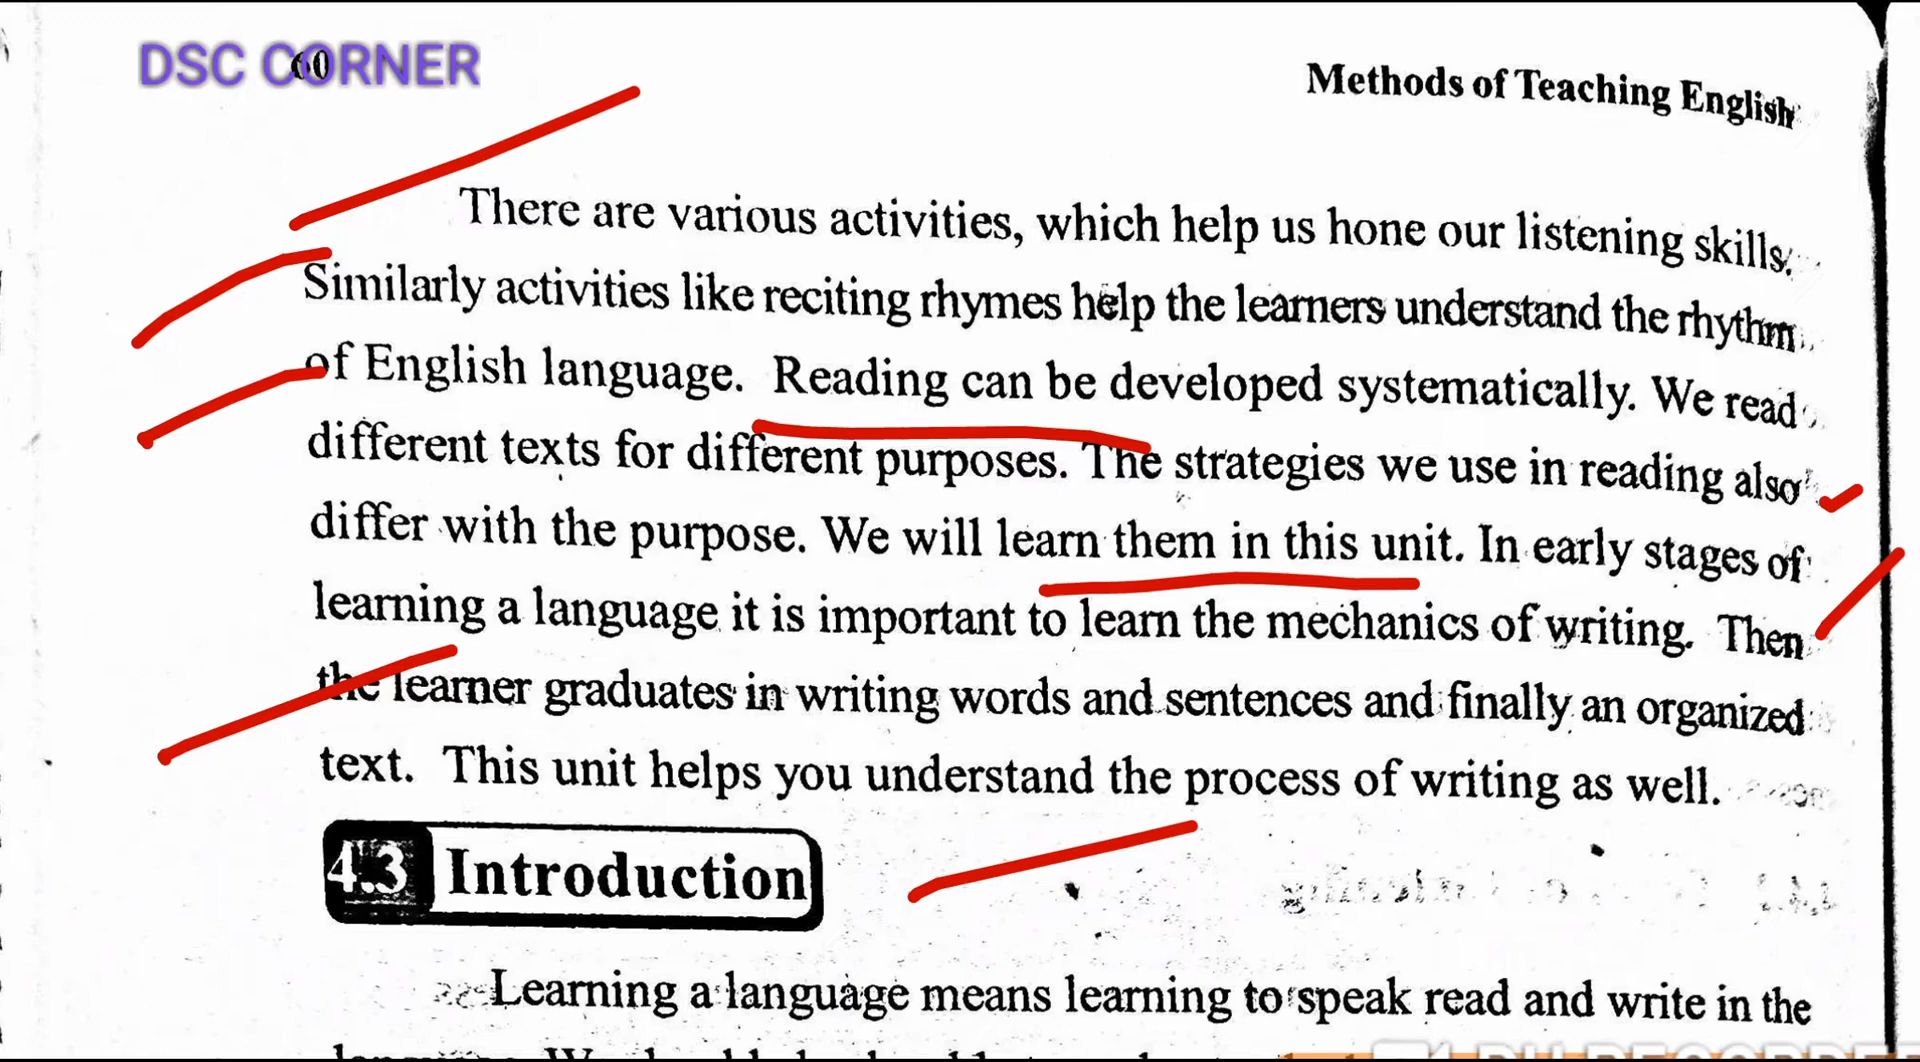 DSC CORNER
60
Methods of Teaching English
There are various activities, which help us hone our listening skills.
Similarly activities like reciting rhymes help the learners understand the rhythm
of English language. Reading can be developed systematically. We read
different texts for different purposes. The strategies we use in reading also
differ with the purpose. We will learn them in this unit. In early stages of
learning a language it is important to learn the mechanics of writing. Then
the learner graduates in writing words and sentences and finally an organized
text. This unit helps you understand the process of writing as well.
4.3 Introduction
Learning a language means learning to speak read and write in the